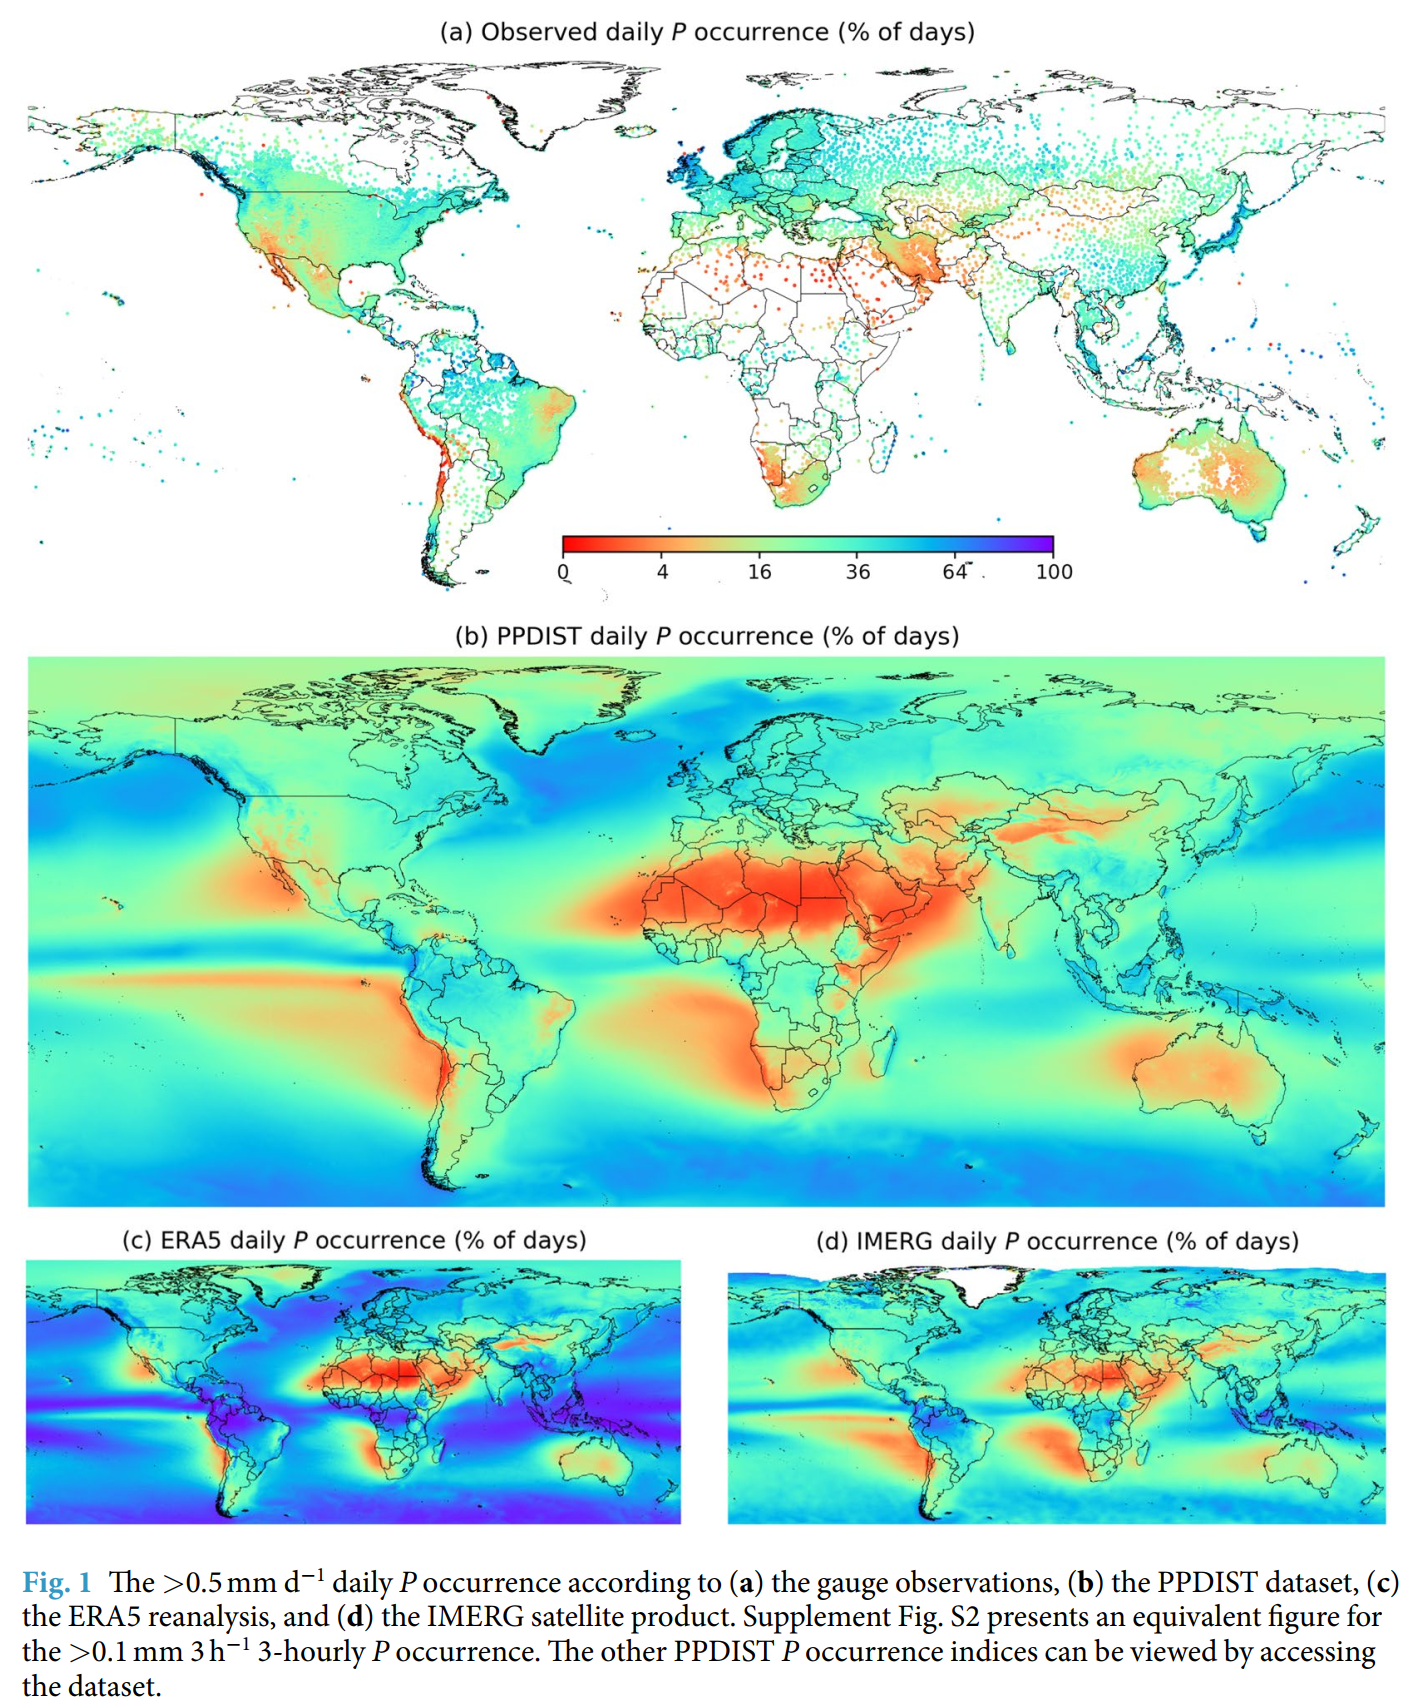 (a) Observed daily P occurrence (% of days)
0 4 16 36 64 100
(b) PPDIST daily P occurrence (% of days)
(c) ERA5 daily P occurrence (% of days)
(d) IMERG daily P occurrence (% of days)
Fig. 1 The >0.5 mm d−1 daily P occurrence according to (a) the gauge observations, (b) the PPDIST dataset, (c)
the ERA5 reanalysis, and (d) the IMERG satellite product. Supplement Fig. S2 presents an equivalent figure for
the >0.1 mm 3 h−1 3-hourly P occurrence. The other PPDIST P occurrence indices can be viewed by accessing
the dataset.